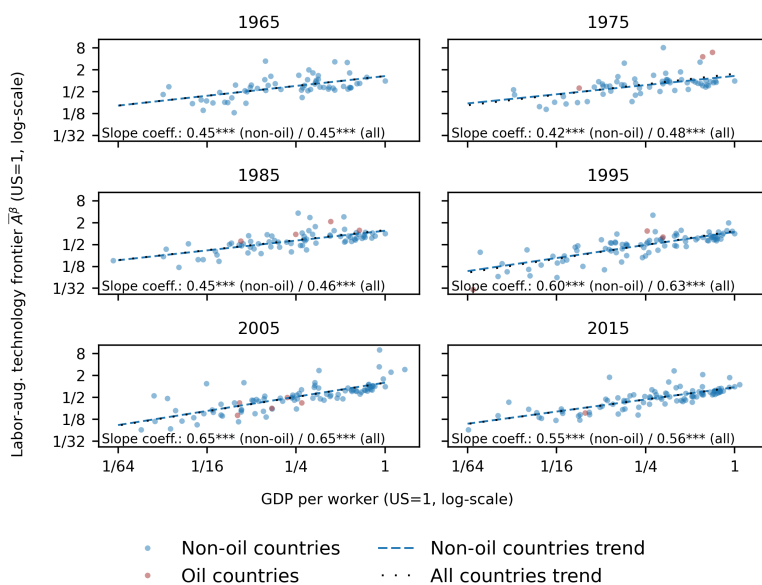 1965
1975
8
2
1/2
1/8
1/32
Slope coeff.: 0.45*** (non-oil) / 0.45*** (all)
Slope coeff.: 0.42*** (non-oil) / 0.48*** (all)
1985
1995
8
2
1/2
1/8
1/32
Slope coeff.: 0.45*** (non-oil) / 0.46*** (all)
Slope coeff.: 0.60*** (non-oil) / 0.63*** (all)
Labor-aug. technology frontier A̅ᵝ (US=1, log-scale)
2005
2015
8
2
1/2
1/8
1/32
Slope coeff.: 0.65*** (non-oil) / 0.65*** (all)
Slope coeff.: 0.55*** (non-oil) / 0.56*** (all)
1/64 1/16 1/4 1
1/64 1/16 1/4 1
GDP per worker (US=1, log-scale)
Non-oil countries
Non-oil countries trend
Oil countries
All countries trend